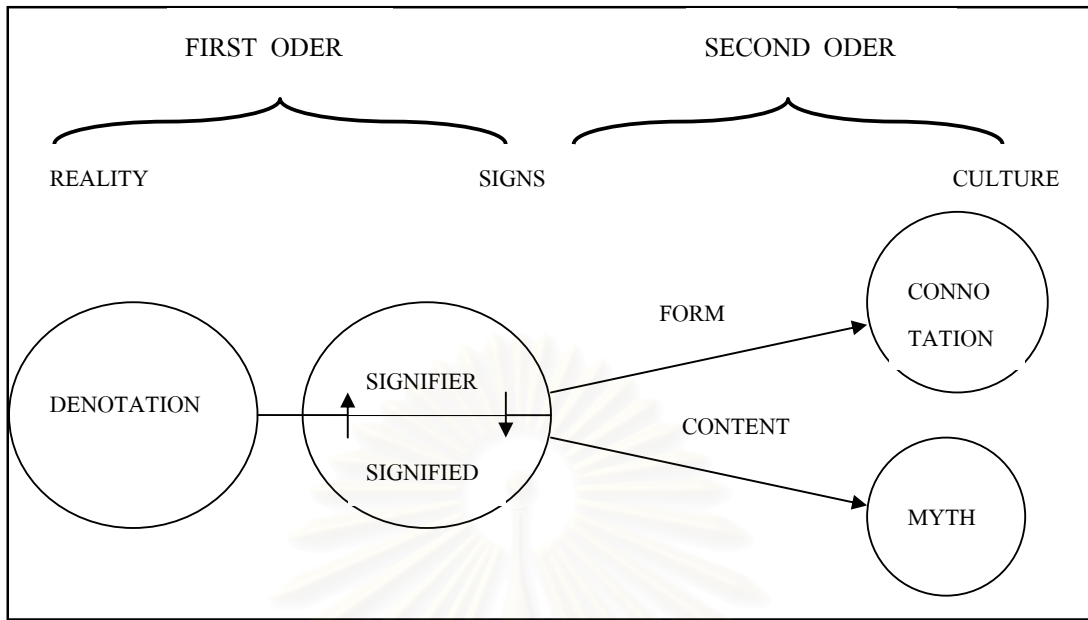 FIRST ODER
SECOND ODER
REALITY
SIGNS
CULTURE
DENOTATION
SIGNIFIER
SIGNIFIED
FORM
CONTENT
CONNO
TATION
MYTH